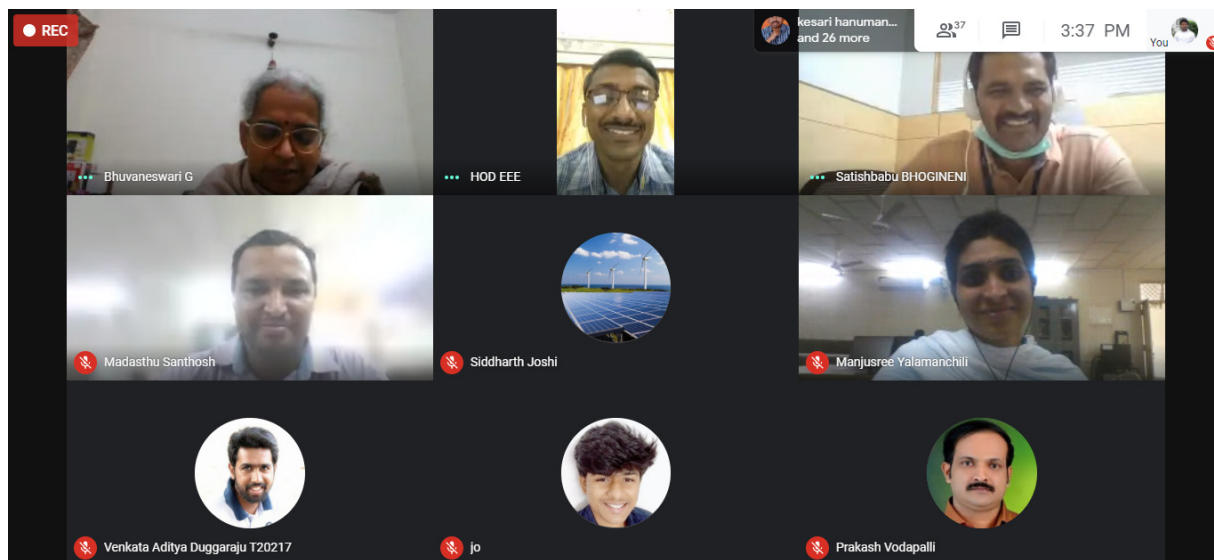 REC
kesari hanuman...
and 26 more
37
3:37 PM
You
Bhuvaneswari G
HOD EEE
Satishbabu BHOGINENI
Madasthu Santhosh
Siddharth Joshi
Manjusree Yalamanchili
Venkata Aditya Duggaraju T20217
jo
Prakash Vodapalli